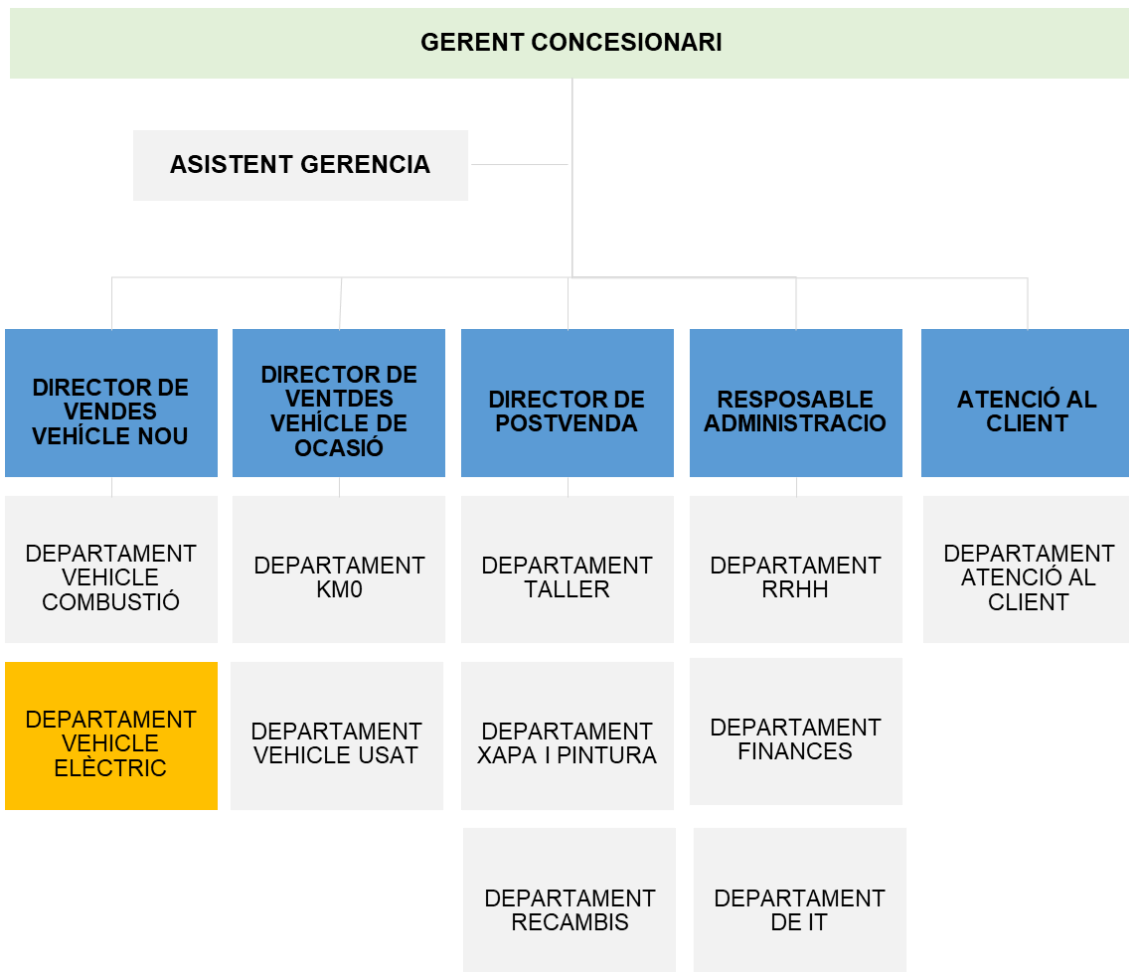 GERENT CONCESIONARI
ASISTENT GERENCIA
DIRECTOR DE
VENDES
VEHÍCLE NOU
DIRECTOR DE
VENTDES
VEHÍCLE DE
OCASIÓ
DIRECTOR DE
POSTVENDA
RESPOSABLE
ADMINISTRACIO
ATENCIÓ AL
CLIENT
DEPARTAMENT
VEHICLE
COMBUSTIÓ
DEPARTAMENT
KM0
DEPARTAMENT
TALLER
DEPARTAMENT
RRHH
DEPARTAMENT
ATENCIÓ AL
CLIENT
DEPARTAMENT
VEHICLE
ELÈCTRIC
DEPARTAMENT
VEHICLE USAT
DEPARTAMENT
XAPA I PINTURA
DEPARTAMENT
FINANCES
DEPARTAMENT
RECAMBIS
DEPARTAMENT
DE IT